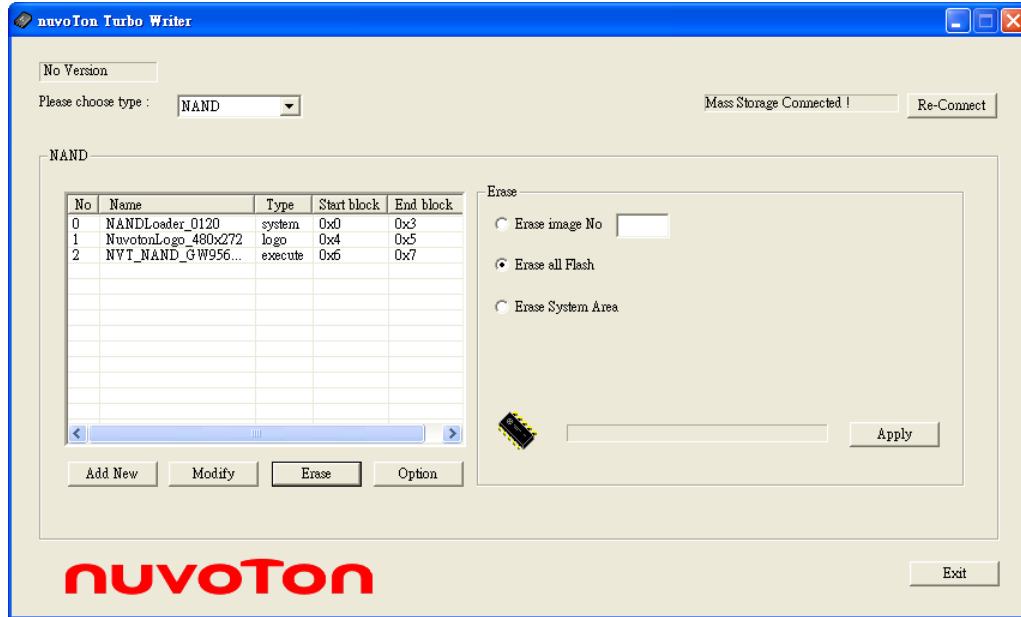 nuvoTon Turbo Writer
No Version
Please choose type :
NAND
Mass Storage Connected !
Re-Connect
NAND
No Name Type Start block End block
0 NANDLoader_0120 system 0x0 0x3
1 NuvotonLogo_480x272 logo 0x4 0x5
2 NVT_NAND_GW956... execute 0x6 0x7
Erase
Erase image No
Erase all Flash
Erase System Area
Apply
Add New
Modify
Erase
Option
nuvoTon
Exit